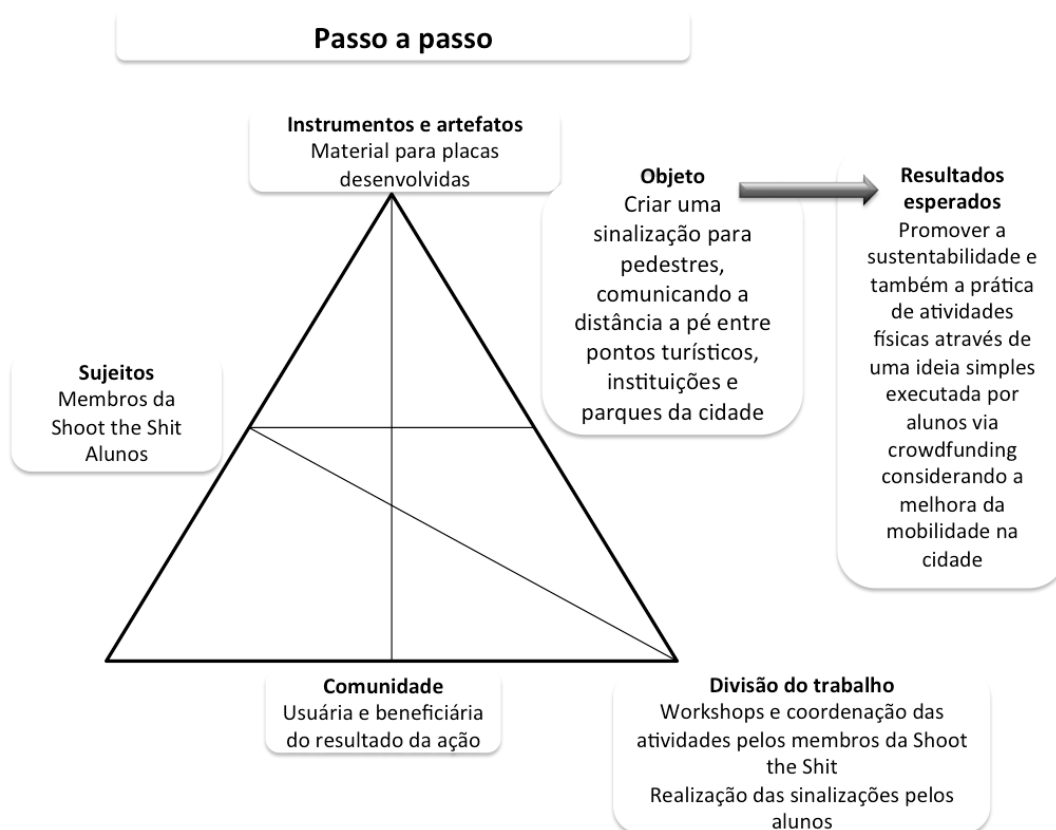 Passo a passo
Instrumentos e artefatos
Material para placas
desenvolvidas
Objeto
Criar uma
sinalização para
pedestres,
comunicando a
distância a pé entre
pontos turísticos,
instituições e
parques da cidade
Resultados
esperados
Promover a
sustentabilidade e
também a prática
de atividades
físicas através de
uma ideia simples
executada por
alunos via
crowdfunding
considerando a
melhora da
mobilidade na
cidade
Sujeitos
Membros da
Shoot the Shit
Alunos
Comunidade
Usuária e beneficiária
do resultado da ação
Divisão do trabalho
Workshops e coordenação das
atividades pelos membros da Shoot
the Shit
Realização das sinalizações pelos
alunos